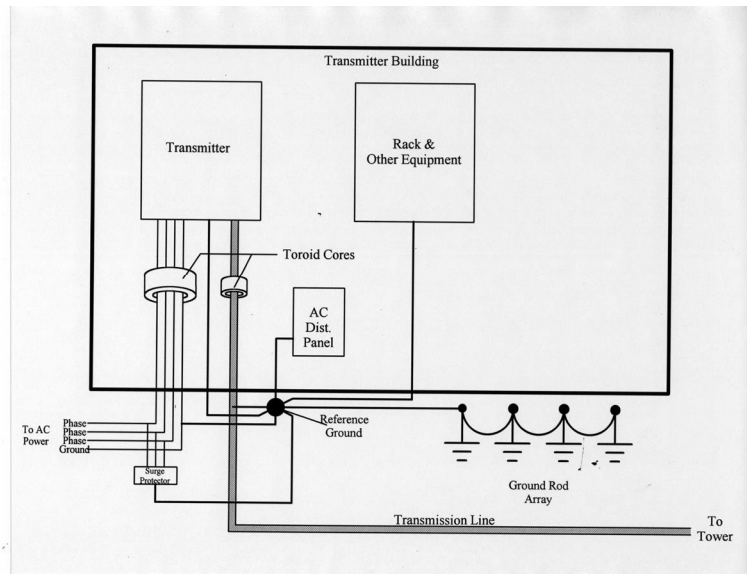 Transmitter Building
Transmitter
Rack &
Other Equipment
Toroid Cores
AC
Dist.
Panel
Reference
Ground
To AC
Power
Phase
Phase
Phase
Ground
Surge
Protector
Ground Rod
Array
Transmission Line
To
Tower